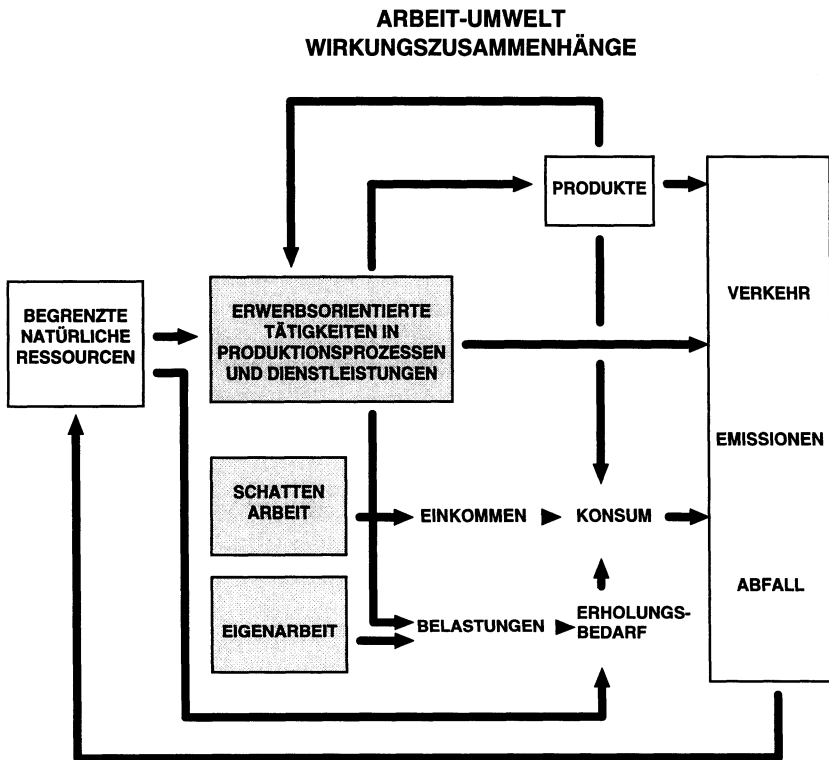 ARBEIT-UMWELT
WIRKUNGSZUSAMMENHÄNGE
PRODUKTE
BEGRENZTE
NATÜRLICHE
RESSOURCEN
ERWERBSORIENTIERTE
TÄTIGKEITEN IN
PRODUKTIONSPROZESSEN
UND DIENSTLEISTUNGEN
VERKEHR
EMISSIONEN
SCHATTEN
ARBEIT
EINKOMMEN
KONSUM
ABFALL
EIGENARBEIT
BELASTUNGEN
ERHOLUNGS-
BEDARF